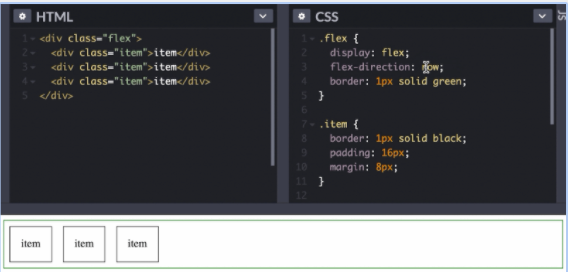 HTML
1 <div class="flex">
2 <div class="item">item</div>
3 <div class="item">item</div>
4 <div class="item">item</div>
5 </div>
CSS
1 .flex {
2 display: flex;
3 flex-direction: row;
4 border: 1px solid green;
5 }
6
7 .item {
8 border: 1px solid black;
9 padding: 16px;
10 margin: 8px;
11 }
12
item item item